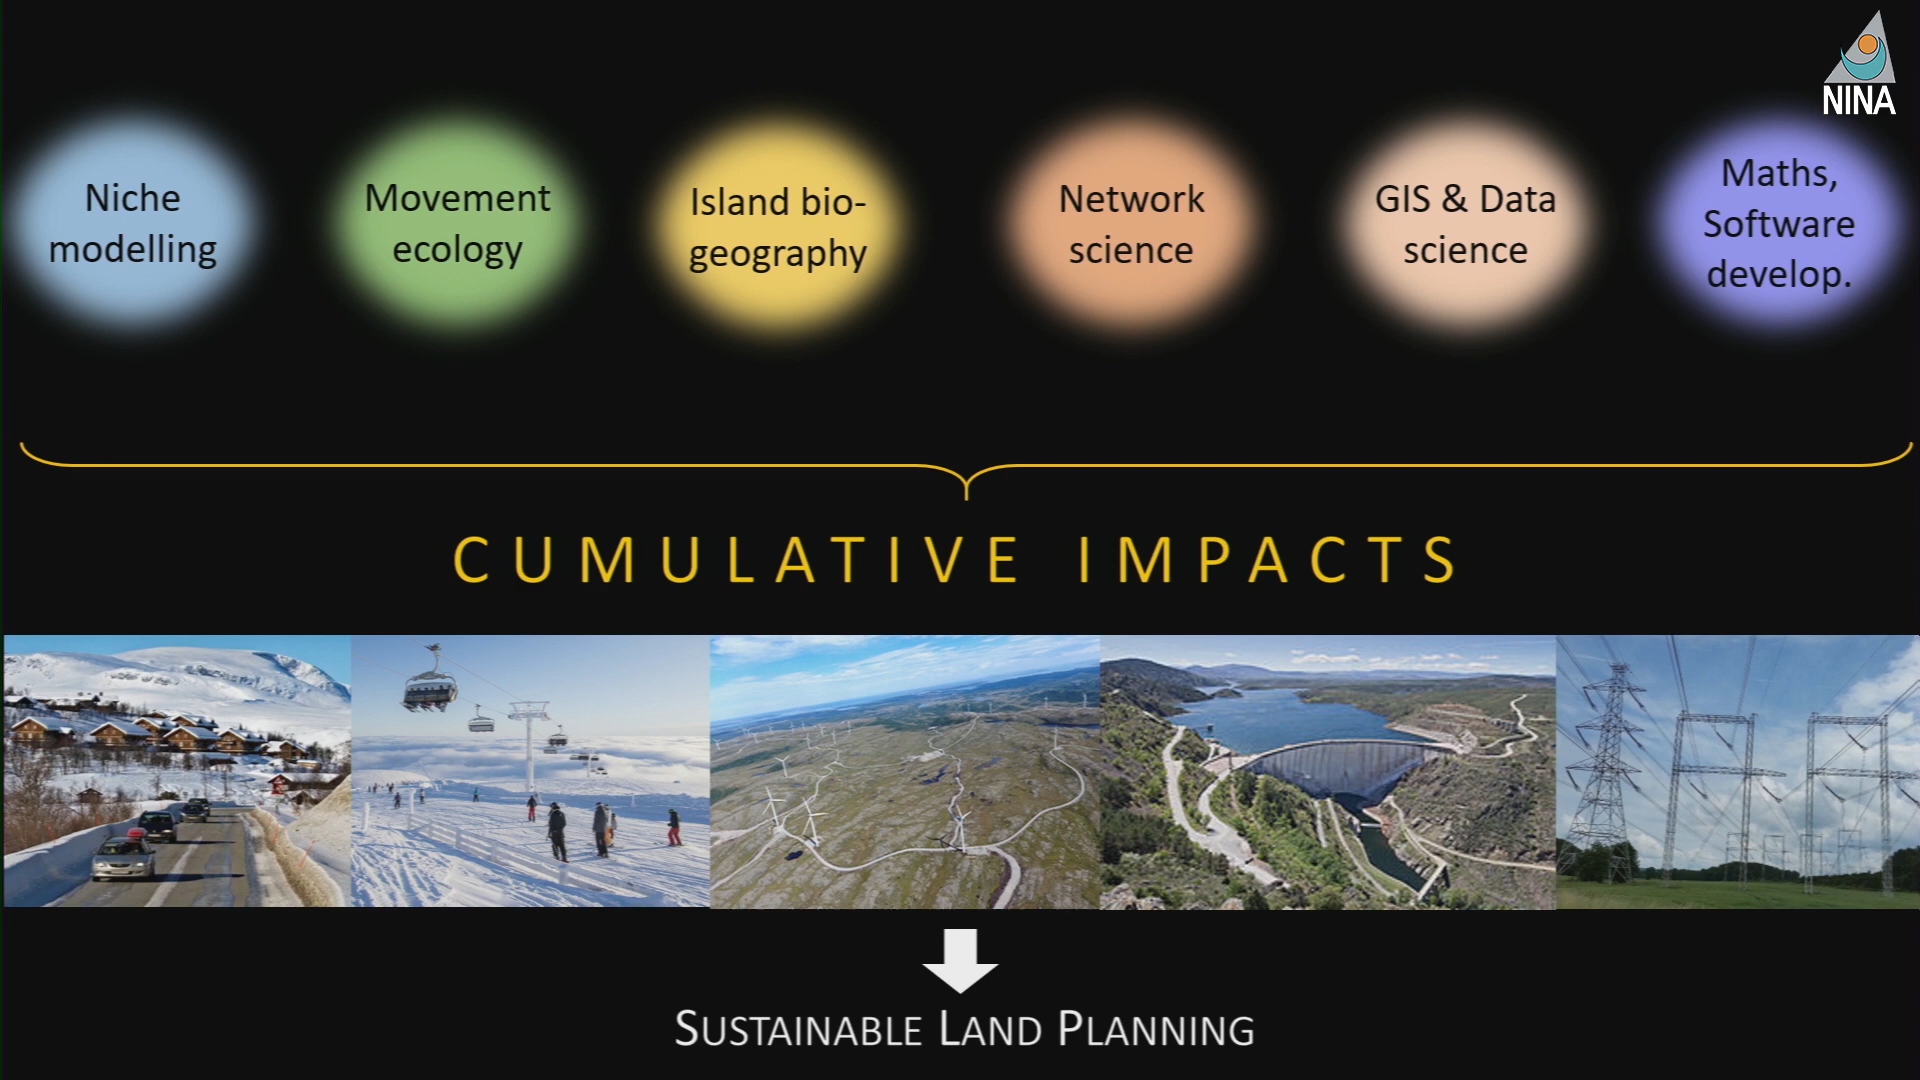 NINA
Niche
modelling
Movement
ecology
Island bio-
geography
Network
science
GIS & Data
science
Maths,
Software
develop.
CUMULATIVE IMPACTS
SUSTAINABLE LAND PLANNING